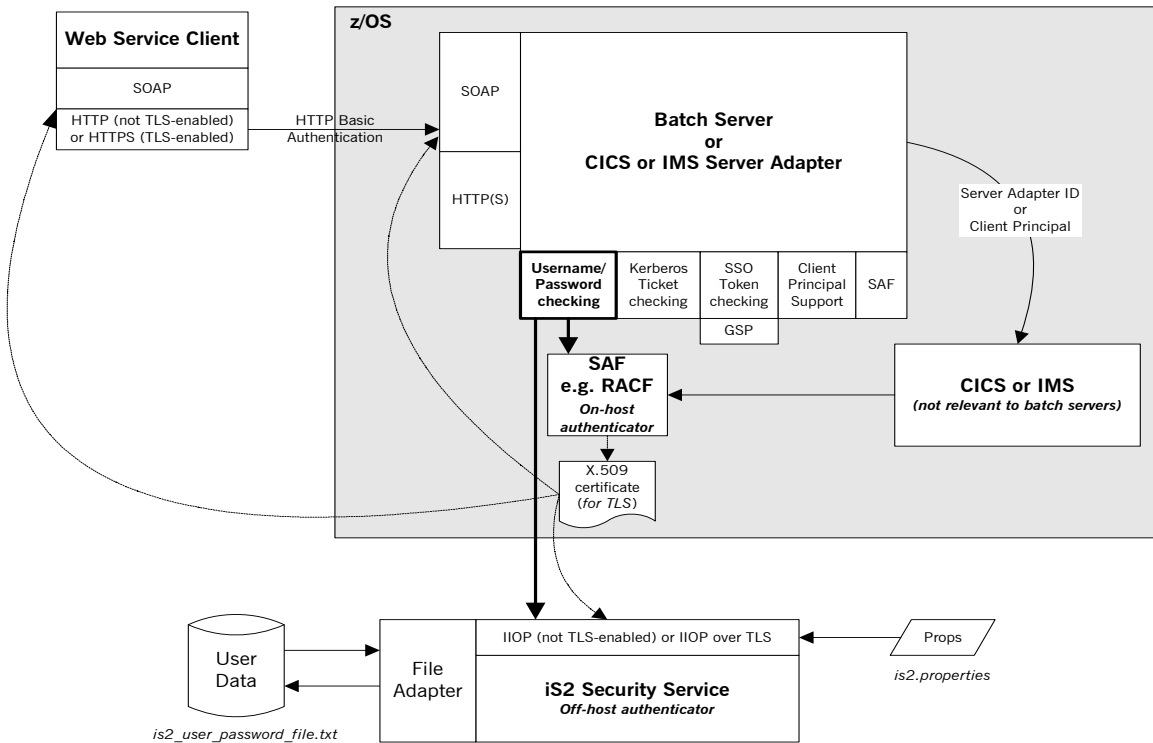 z/OS
Web Service Client
SOAP
HTTP (not TLS-enabled)
or HTTPS (TLS-enabled)
HTTP Basic
Authentication
SOAP
HTTP(S)
Batch Server
or
CICS or IMS Server Adapter
Server Adapter ID
or
Client Principal
Username/
Password
checking
Kerberos
Ticket
checking
SSO
Token
checking
Client
Principal
Support
SAF
GSP
SAF
e.g. RACF
On-host
authenticator
CICS or IMS
(not relevant to batch servers)
X.509
certificate
(for TLS)
User
Data
is2_user_password_file.txt
File
Adapter
IIOP (not TLS-enabled) or IIOP over TLS
iS2 Security Service
Off-host authenticator
Props
is2.properties